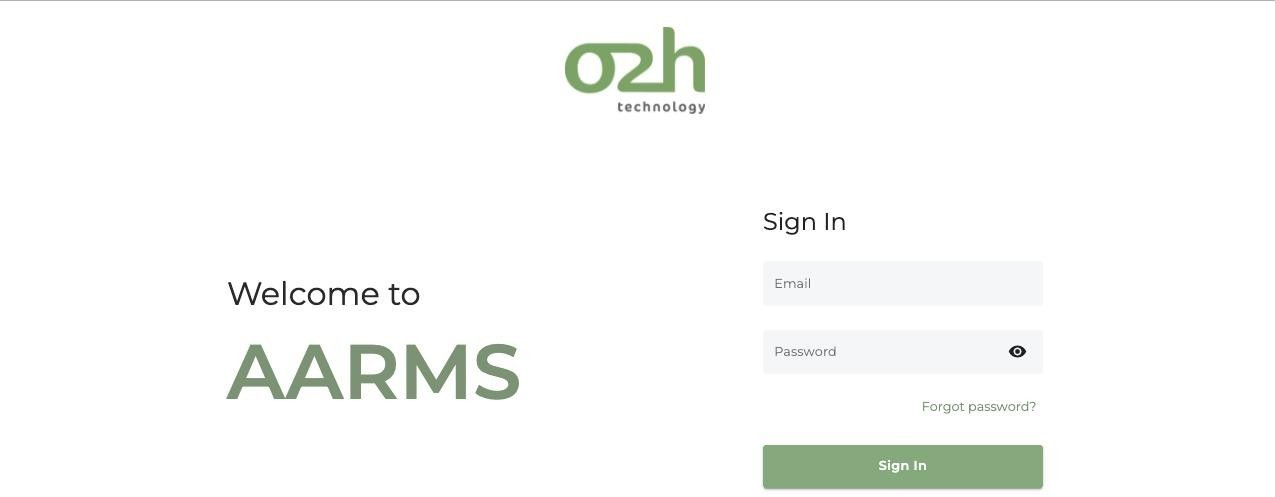 o2h
technology
Welcome to
AARMS
Sign In
Email
Password
Forgot password?
Sign In